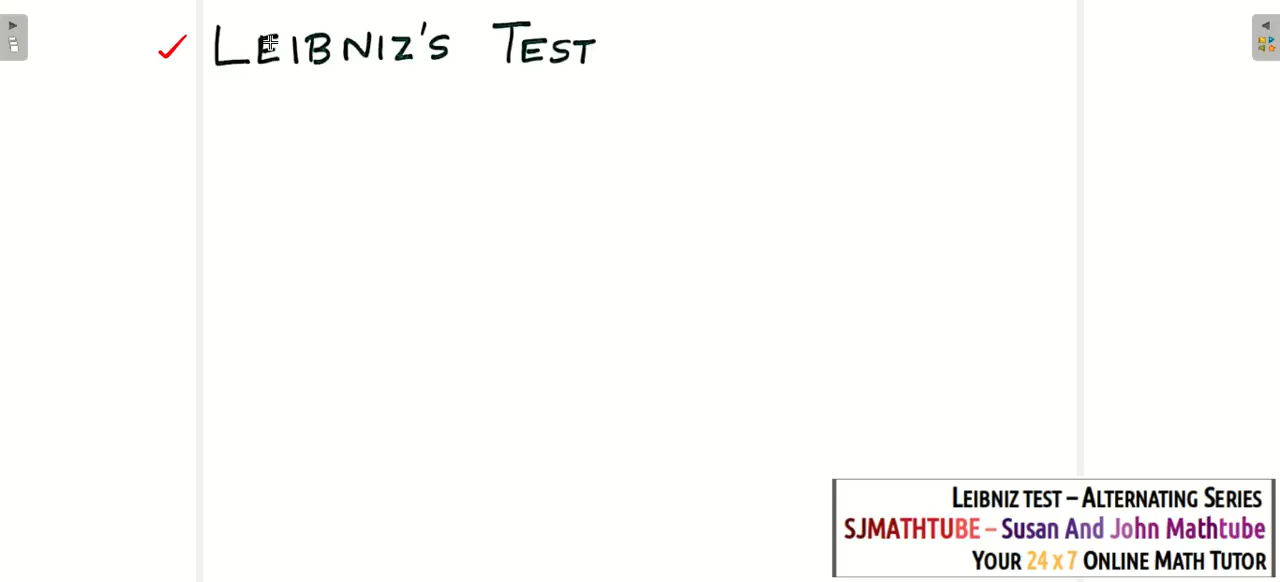 LEIBNIZ'S TEST
LEIBNIZ TEST – ALTERNATING SERIES
SJMATHTUBE – Susan And John Mathtube
YOUR 24 x 7 ONLINE MATH TUTOR